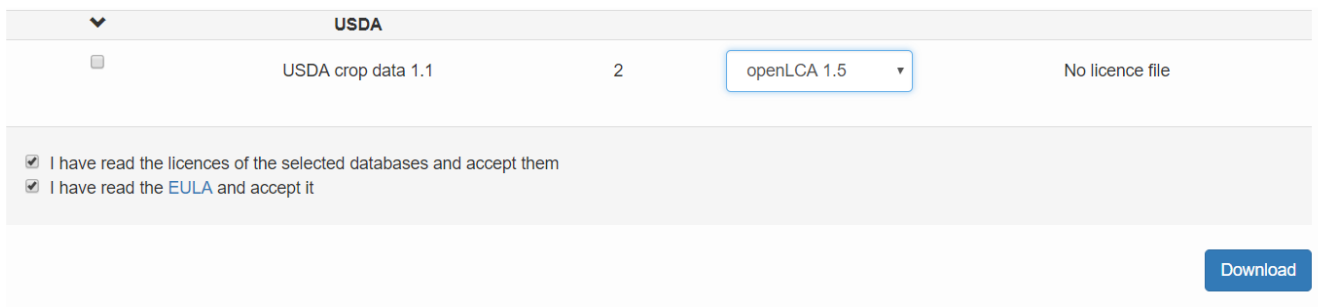 USDA
USDA crop data 1.1 2 openLCA 1.5 No licence file
I have read the licences of the selected databases and accept them
I have read the EULA and accept it
Download